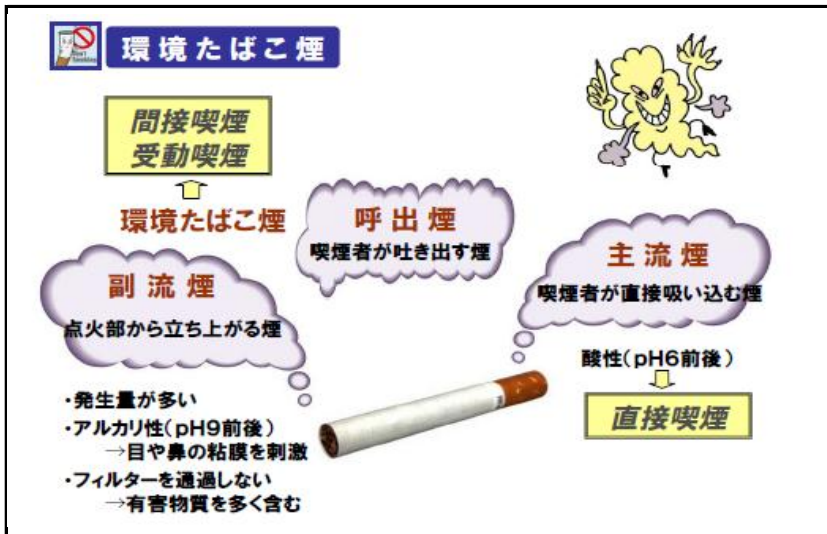 環境たばこ煙
間接喫煙
受動喫煙
環境たばこ煙
呼出煙
喫煙者が吐き出す煙
副流煙
点火部から立ち上がる煙
主流煙
喫煙者が直接吸い込む煙
酸性（pH6前後）
直接喫煙
・発生量が多い
・アルカリ性（pH9前後）
→目や鼻の粘膜を刺激
・フィルターを通過しない
→有害物質を多く含む